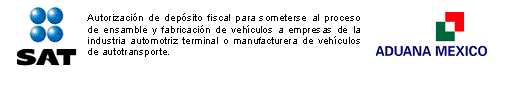 Autorización de depósito fiscal para someterse al proceso
de ensamble y fabricación de vehículos a empresas de la
industria automotriz terminal o manufacturera de vehículos
de autotransporte.
SAT
ADUANA MEXICO